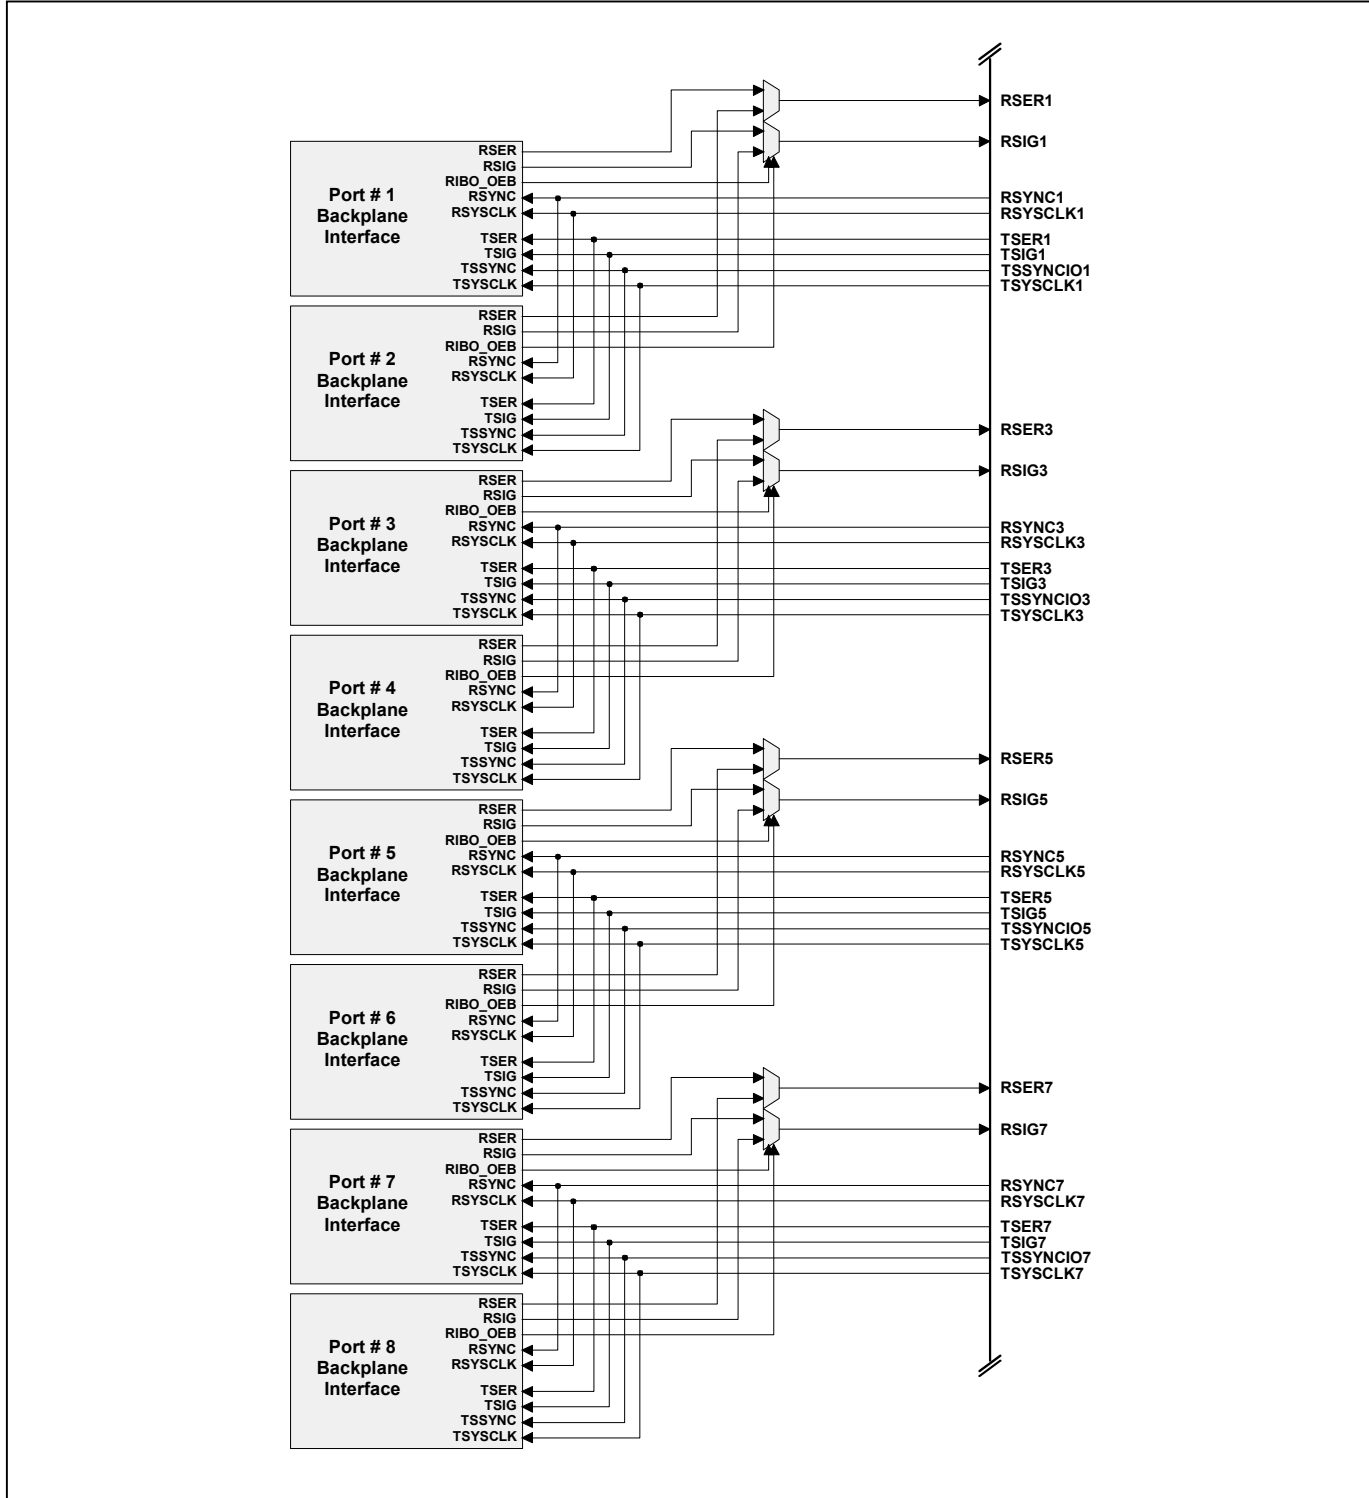 RSER1
RSIG1
Port # 1
Backplane
Interface
RSER
RSIG
RIBO_OEB
RSYNC
RSYSCLK
TSER
TSIG
TSSYNC
TSYSCLK
RSYNC1
RSYSCLK1
TSER1
TSIG1
TSSYNCIO1
TSYSCLK1
Port # 2
Backplane
Interface
RSER
RSIG
RIBO_OEB
RSYNC
RSYSCLK
TSER
TSIG
TSSYNC
TSYSCLK
RSER3
RSIG3
Port # 3
Backplane
Interface
RSER
RSIG
RIBO_OEB
RSYNC
RSYSCLK
TSER
TSIG
TSSYNC
TSYSCLK
RSYNC3
RSYSCLK3
TSER3
TSIG3
TSSYNCIO3
TSYSCLK3
Port # 4
Backplane
Interface
RSER
RSIG
RIBO_OEB
RSYNC
RSYSCLK
TSER
TSIG
TSSYNC
TSYSCLK
RSER5
RSIG5
Port # 5
Backplane
Interface
RSER
RSIG
RIBO_OEB
RSYNC
RSYSCLK
TSER
TSIG
TSSYNC
TSYSCLK
RSYNC5
RSYSCLK5
TSER5
TSIG5
TSSYNCIO5
TSYSCLK5
Port # 6
Backplane
Interface
RSER
RSIG
RIBO_OEB
RSYNC
RSYSCLK
TSER
TSIG
TSSYNC
TSYSCLK
RSER7
RSIG7
Port # 7
Backplane
Interface
RSER
RSIG
RIBO_OEB
RSYNC
RSYSCLK
TSER
TSIG
TSSYNC
TSYSCLK
RSYNC7
RSYSCLK7
TSER7
TSIG7
TSSYNCIO7
TSYSCLK7
Port # 8
Backplane
Interface
RSER
RSIG
RIBO_OEB
RSYNC
RSYSCLK
TSER
TSIG
TSSYNC
TSYSCLK